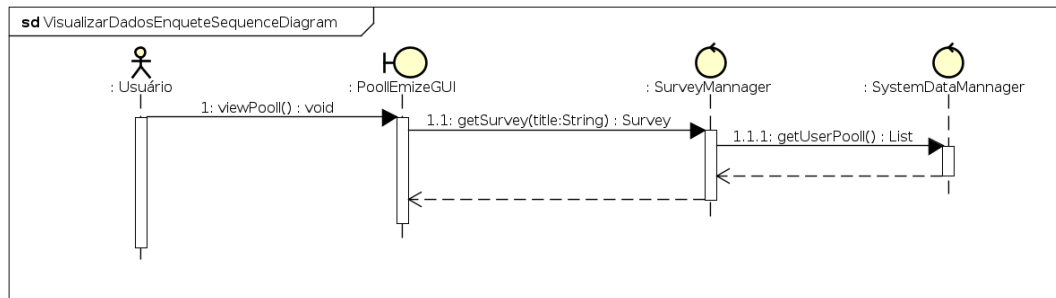 sd VisualizarDadosEnqueteSequenceDiagram
: Usuário
: PoollEmizeGUI
: SurveyMannager
: SystemDataMannager
1: viewPooll() : void
1.1: getSurvey(title:String) : Survey
1.1.1: getUserPooll() : List